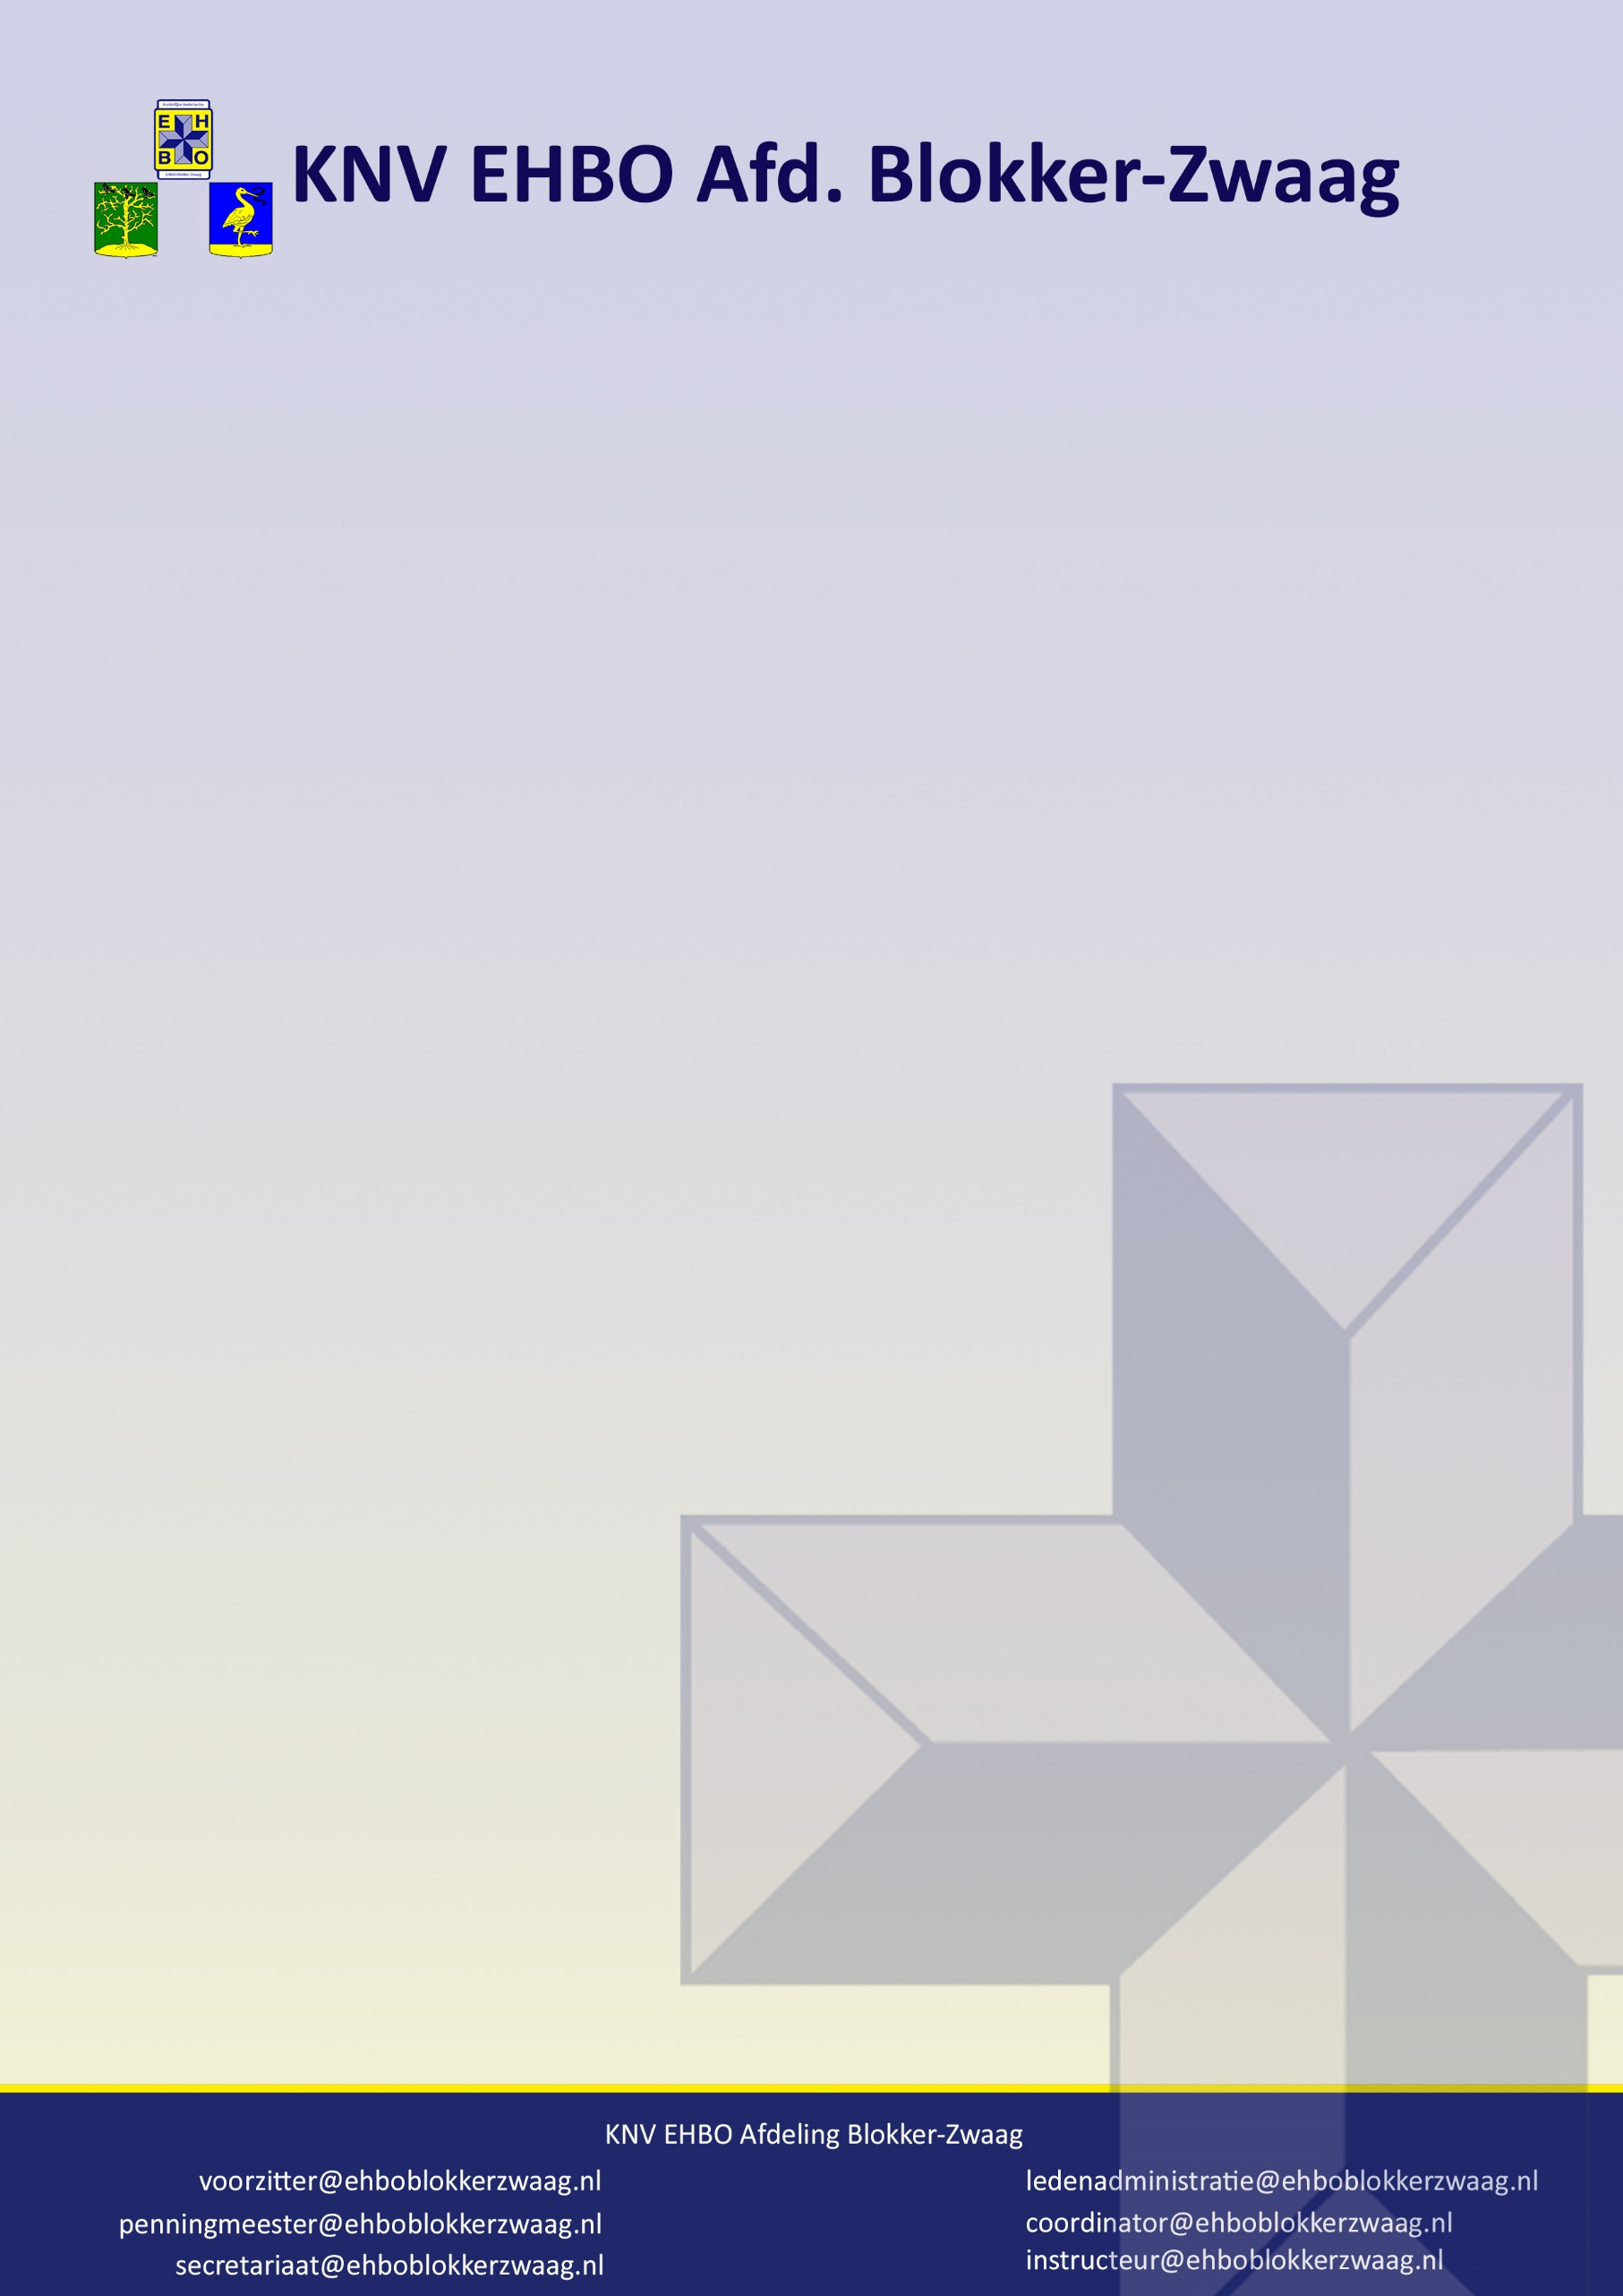 E H
B O
KNV EHBO Afd. Blokker-Zwaag
KNV EHBO Afdeling Blokker-Zwaag
voorzitter@ehboblokkerzwaag.nl
penningmeester@ehboblokkerzwaag.nl
secretariaat@ehboblokkerzwaag.nl
ledenadministratie@ehboblokkerzwaag.nl
coordinator@ehboblokkerzwaag.nl
instructeur@ehboblokkerzwaag.nl